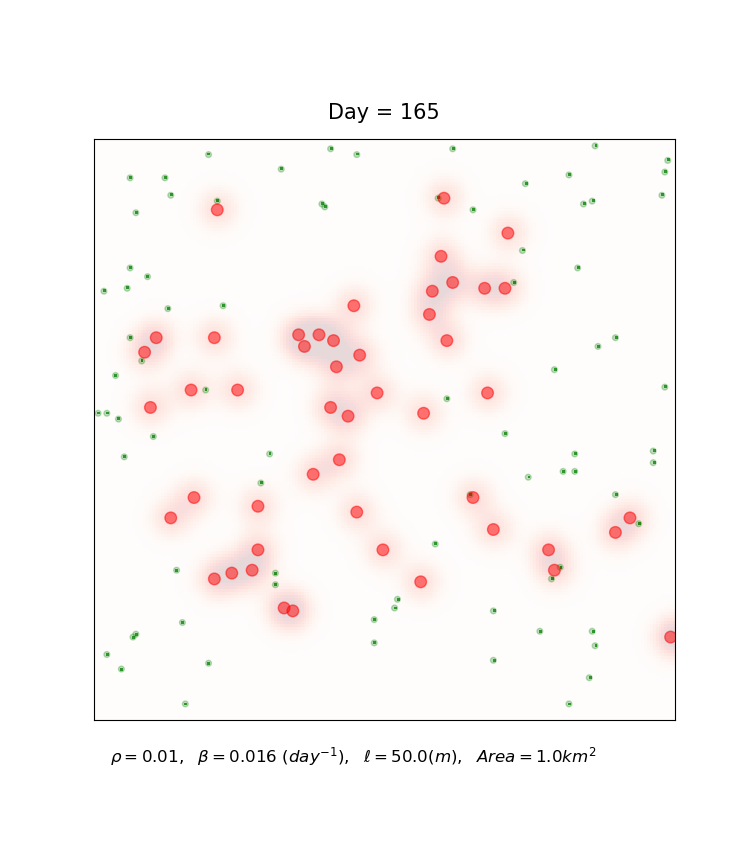 Day = 165
ρ = 0.01, β = 0.016 (day⁻¹), ℓ = 50.0(m), Area = 1.0km²